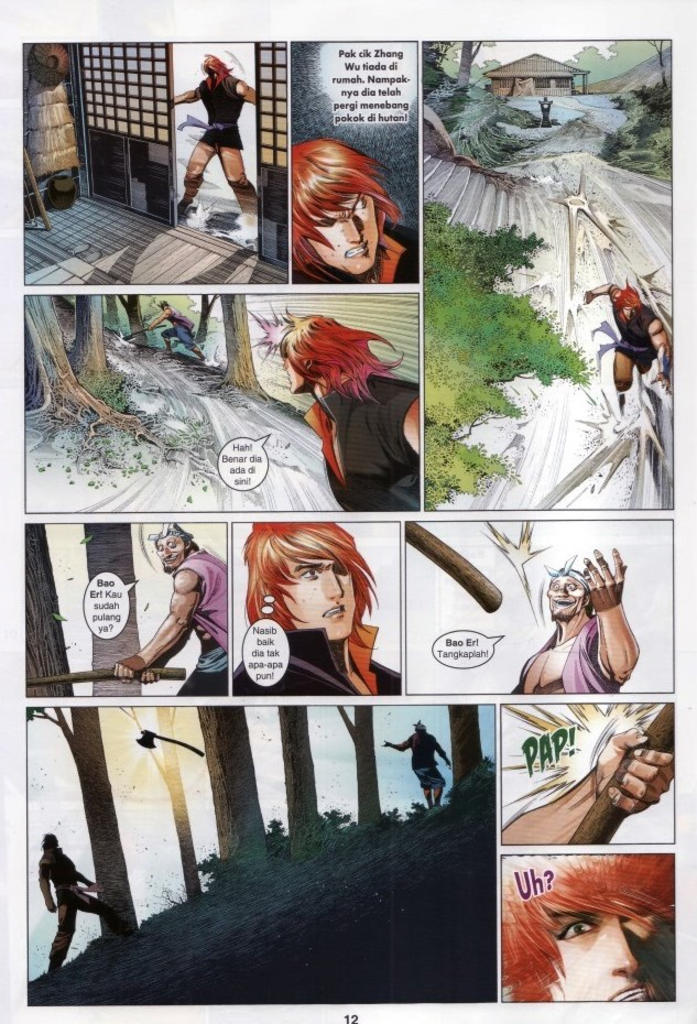 Pak cik Zhang
Wu tiada di
rumah. Nampak-
nya dia telah
pergi menebang
pokok di hutan!
Hah!
Benar dia
ada di
sini!
Bao
Er! Kau
sudah
pulang
ya?
Nasib
baik
dia tak
apa-apa
pun!
Bao Er!
Tangkaplah!
PAP!
Uh?
12